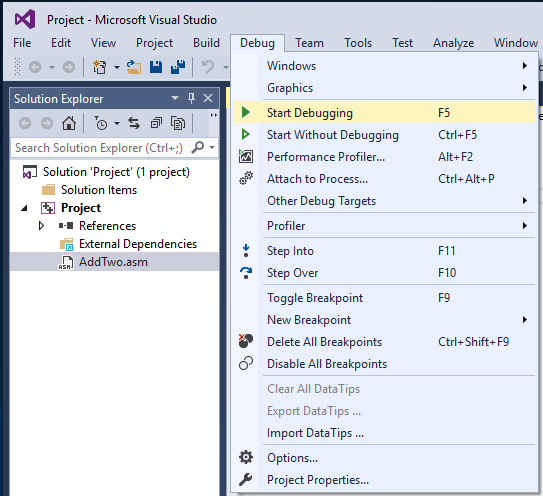 Project - Microsoft Visual Studio
File Edit View Project Build Debug Team Tools Test Analyze Window
Solution Explorer
Search Solution Explorer (Ctrl+;)
Solution 'Project' (1 project)
Solution Items
Project
References
External Dependencies
ASM AddTwo.asm
Windows
Graphics
Start Debugging F5
Start Without Debugging Ctrl+F5
Performance Profiler... Alt+F2
Attach to Process... Ctrl+Alt+P
Other Debug Targets
Profiler
Step Into F11
Step Over F10
Toggle Breakpoint F9
New Breakpoint
Delete All Breakpoints Ctrl+Shift+F9
Disable All Breakpoints
Clear All DataTips
Export DataTips ...
Import DataTips ...
Options...
Project Properties...